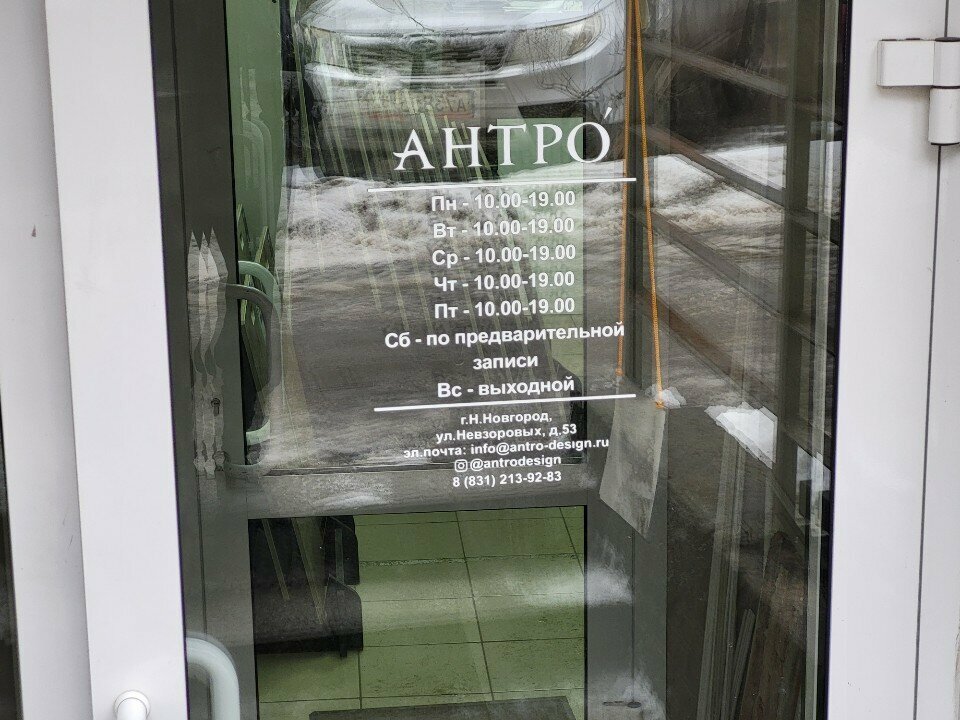 АНТРО
Пн - 10.00-19.00
Вт - 10.00-19.00
Ср - 10.00-19.00
Чт - 10.00-19.00
Пт - 10.00-19.00
Сб - по предварительной
записи
Вс - выходной
г.Н.Новгород,
ул.Невзоровых, д.53
эл.почта: info@antro-design.ru
@antrodesign
8 (831) 213-92-83